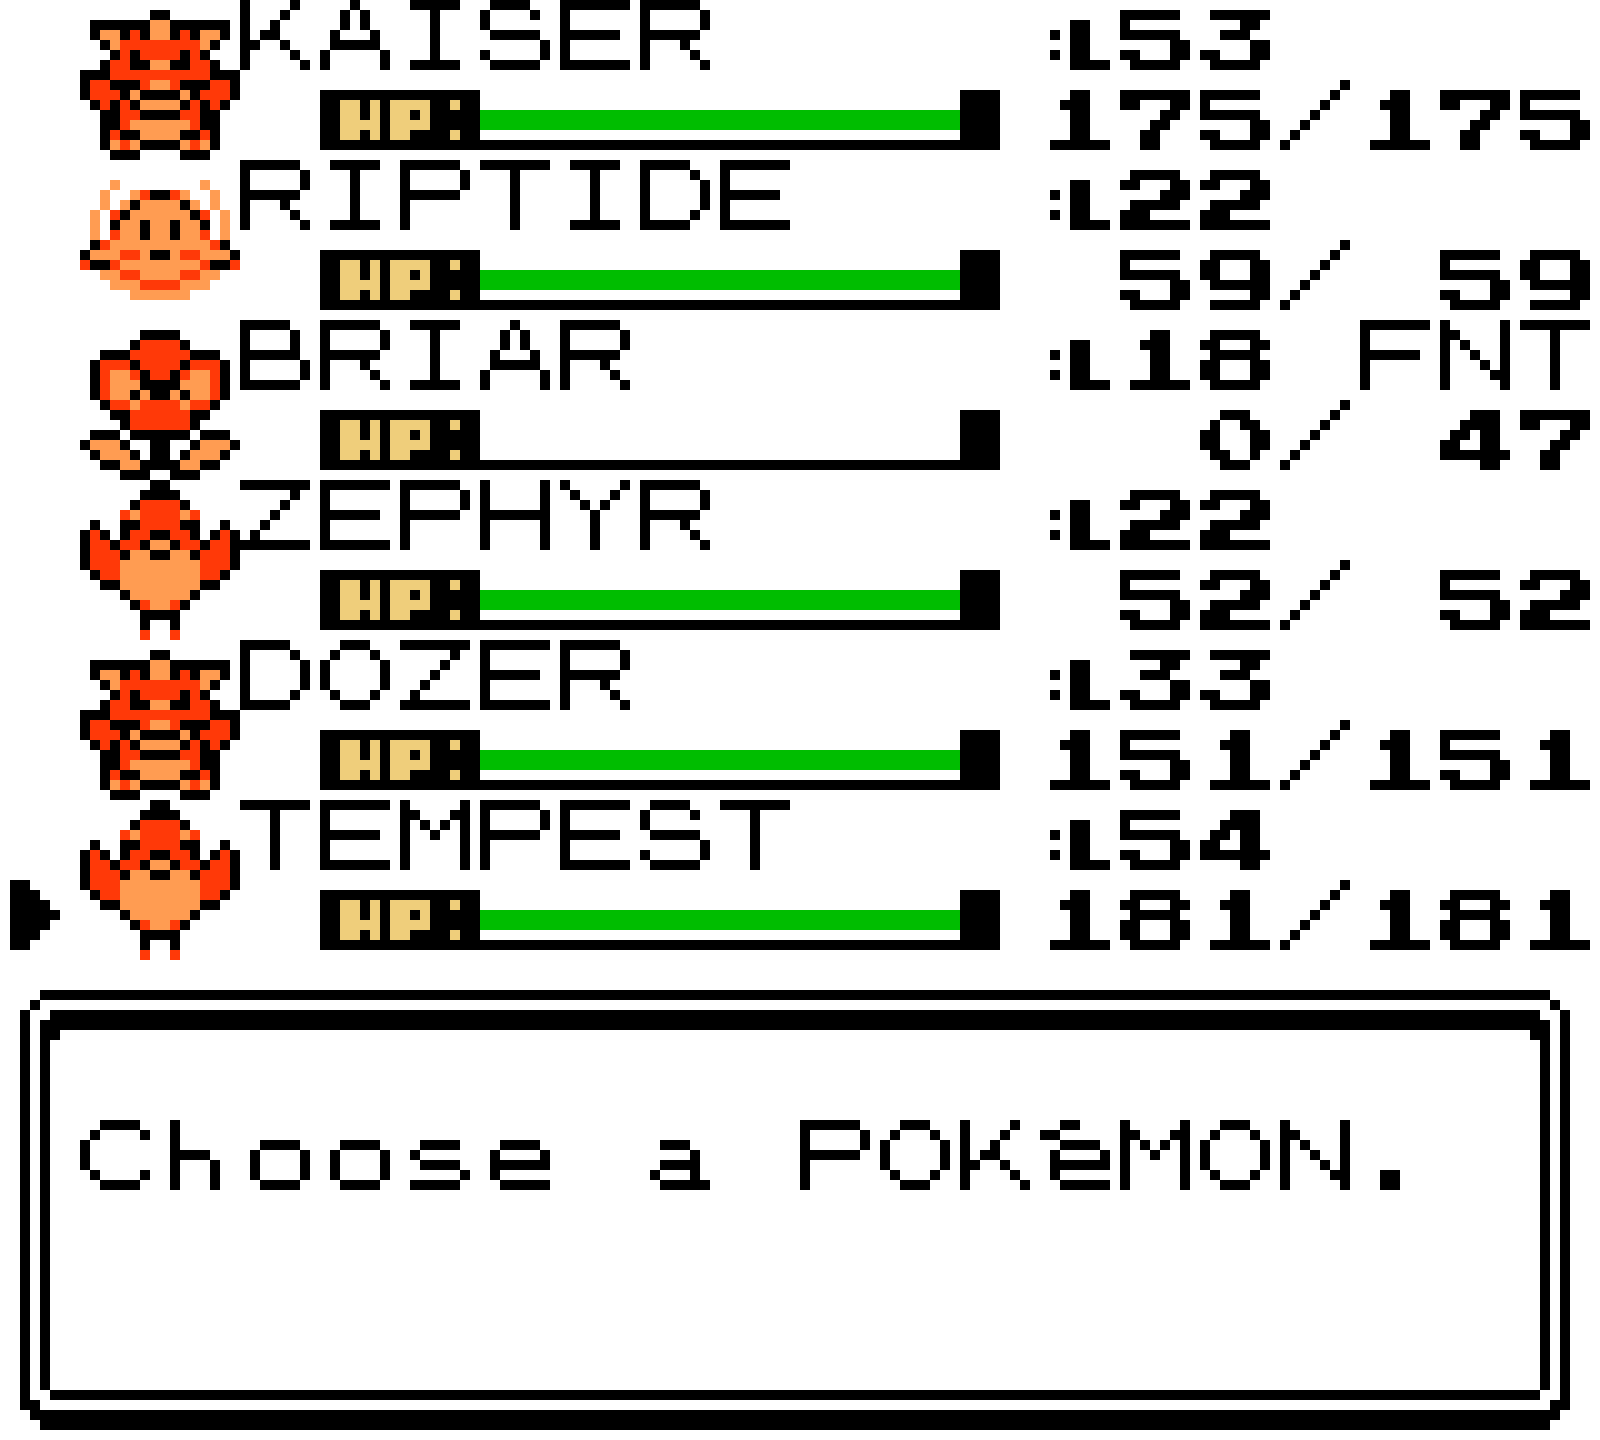 KAISER :L53
HP: 175/175
RIPTIDE :L22
HP: 59/ 59
BRIAR :L18 FNT
HP: 0/ 47
ZEPHYR :L22
HP: 52/ 52
DOZER :L33
HP: 151/151
TEMPEST :L54
HP: 181/181
Choose a POKéMON.